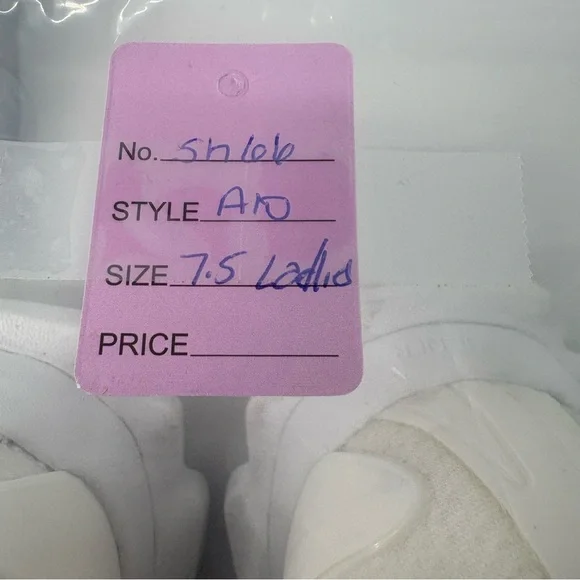 No. Sh66
STYLE A10
SIZE 7.5 Ladies
PRICE